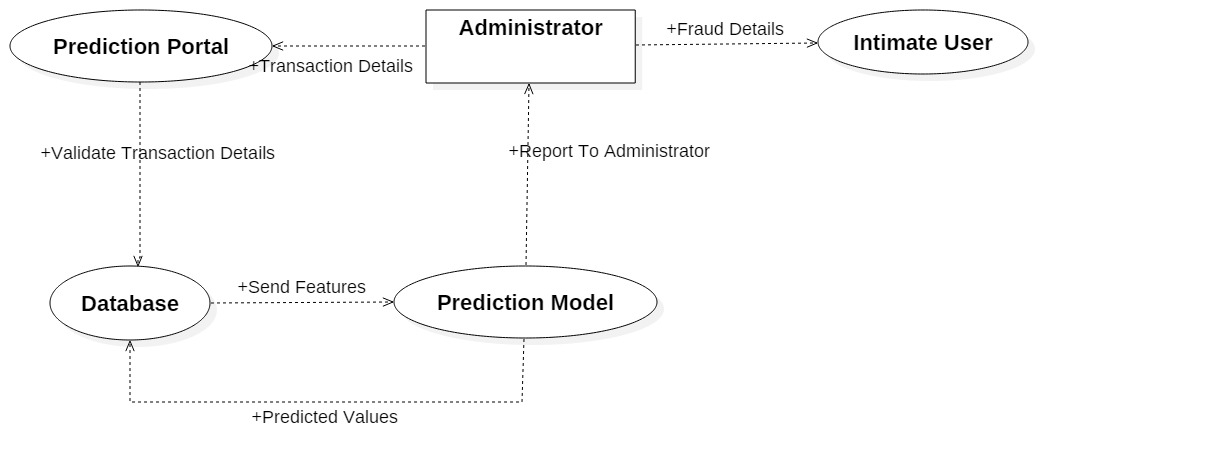 Prediction Portal
Administrator
+Fraud Details
Intimate User
+Transaction Details
+Validate Transaction Details
+Report To Administrator
Database
+Send Features
Prediction Model
+Predicted Values